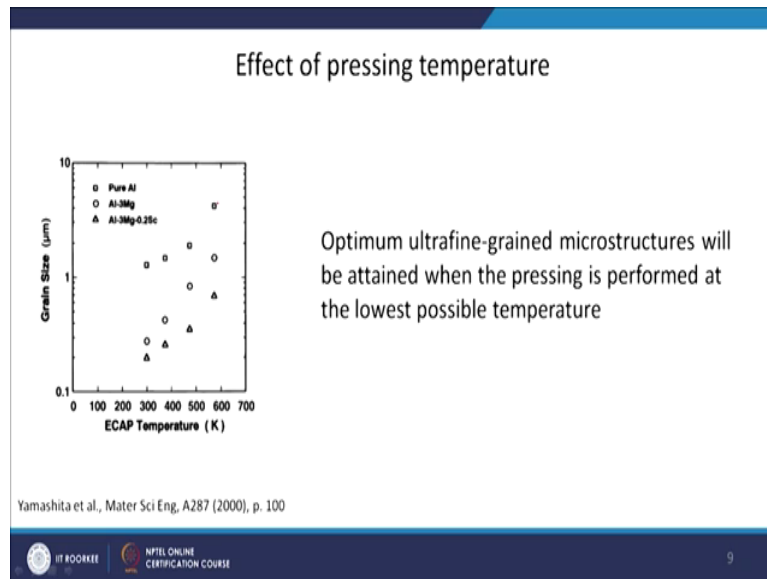 Effect of pressing temperature
10
Pure Al
Al-3Mg
Al-3Mg-0.2Sc
1
0.1
Grain Size (μm)
0 100 200 300 400 500 600 700
ECAP Temperature (K)
Optimum ultrafine-grained microstructures will
be attained when the pressing is performed at
the lowest possible temperature
Yamashita et al., Mater Sci Eng, A287 (2000), p. 100
IIT ROORKEE
NPTEL ONLINE
CERTIFICATION COURSE
9